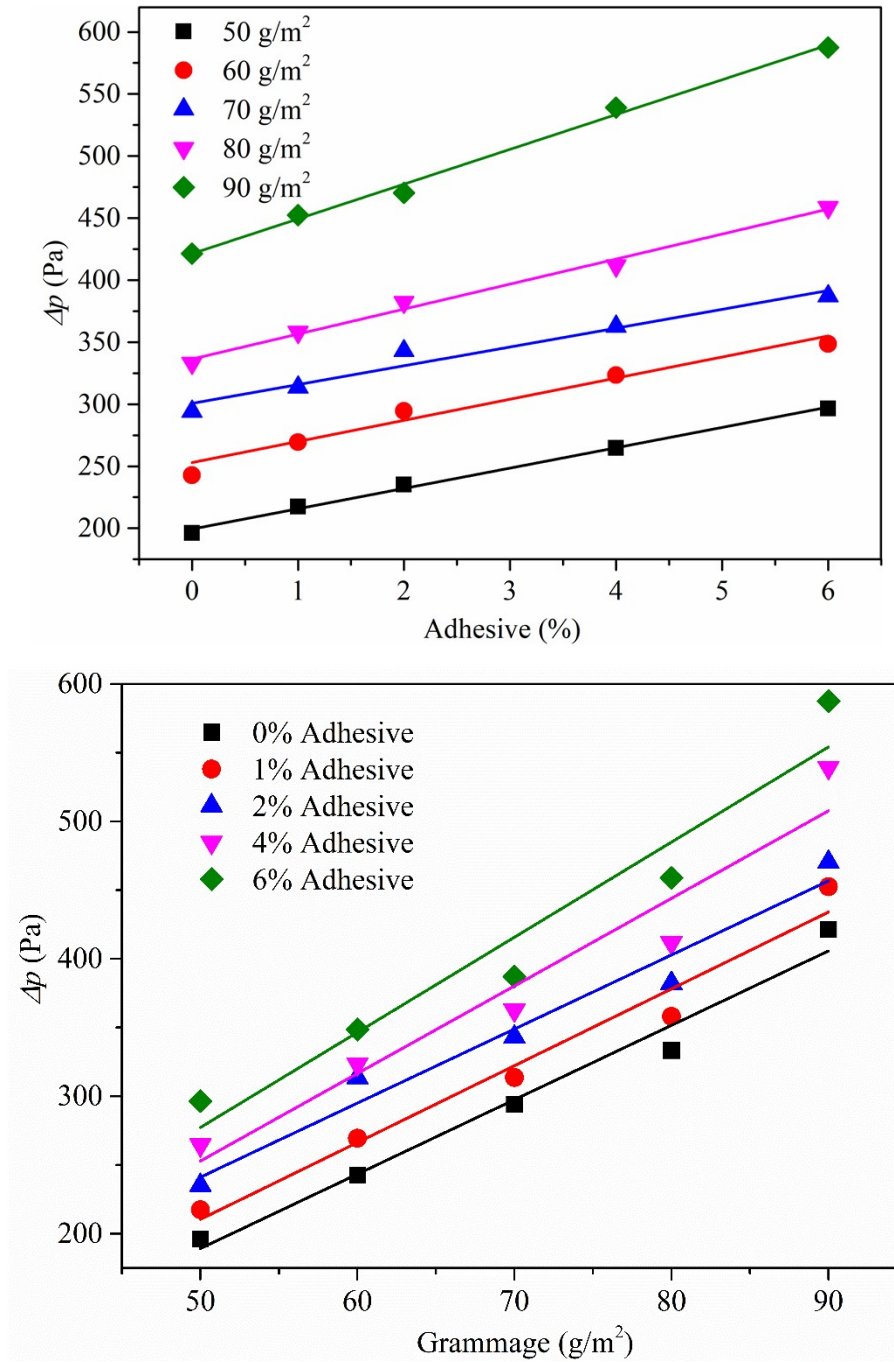 600
550
500
450
400
350
300
250
200
Δp (Pa)
50 g/m²
60 g/m²
70 g/m²
80 g/m²
90 g/m²
0 1 2 3 4 5 6
Adhesive (%)
600
500
400
300
200
Δp (Pa)
0% Adhesive
1% Adhesive
2% Adhesive
4% Adhesive
6% Adhesive
50 60 70 80 90
Grammage (g/m²)